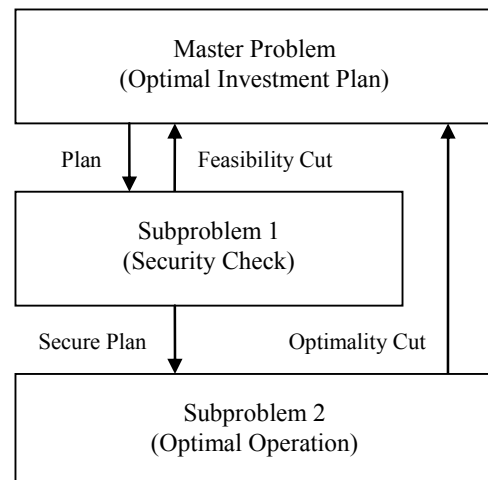 Master Problem
(Optimal Investment Plan)
Plan
Feasibility Cut
Subproblem 1
(Security Check)
Secure Plan
Optimality Cut
Subproblem 2
(Optimal Operation)